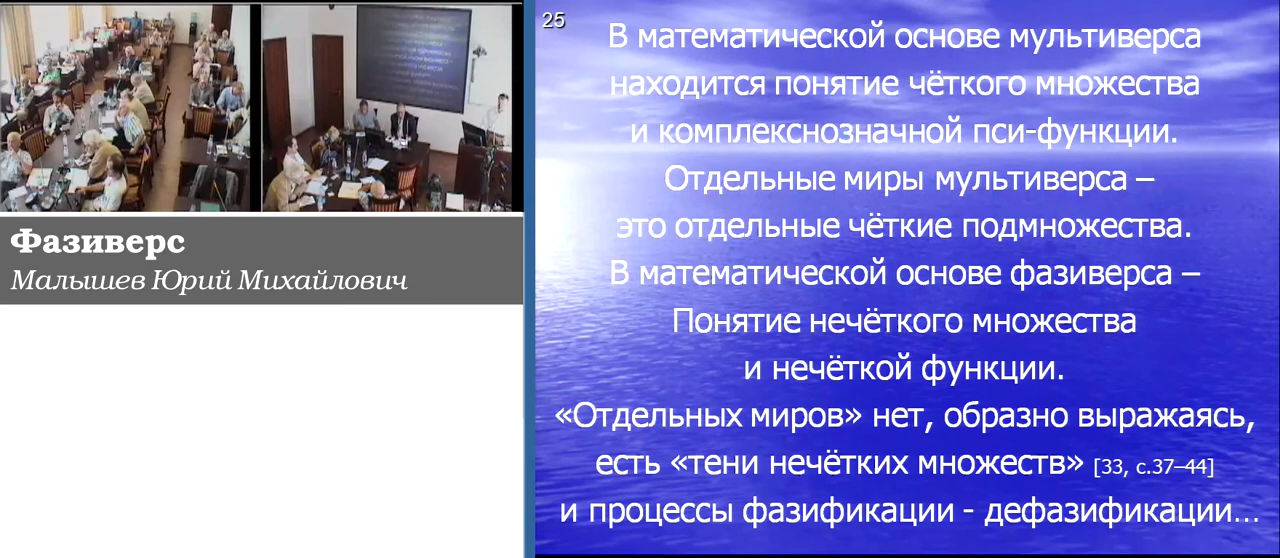 Фазиверс
Малышев Юрий Михайлович
25
В математической основе мультиверса
находится понятие чёткого множества
и комплекснозначной пси-функции.
Отдельные миры мультиверса –
это отдельные чёткие подмножества.
В математической основе фазиверса –
Понятие нечёткого множества
и нечёткой функции.
«Отдельных миров» нет, образно выражаясь,
есть «тени нечётких множеств» [33, с.37–44]
и процессы фазификации - дефазификации...